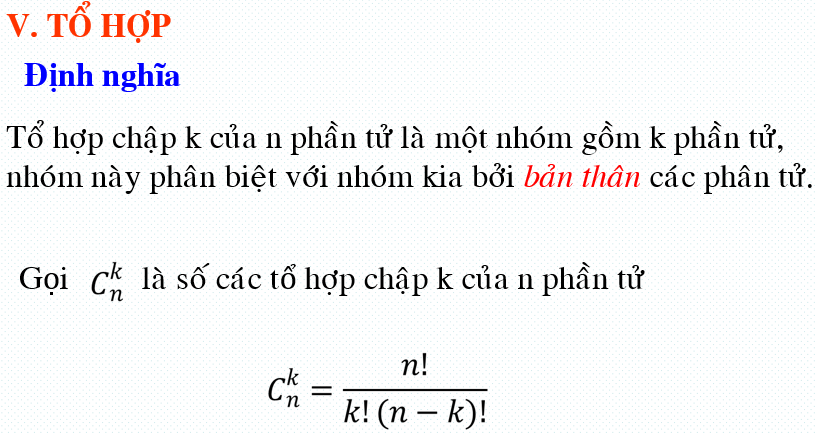 V. TỔ HỢP
Định nghĩa
Tổ hợp chập k của n phần tử là một nhóm gồm k phần tử,
nhóm này phân biệt với nhóm kia bởi bản thân các phân tử.
Gọi C_n^k là số các tổ hợp chập k của n phần tử
C_n^k = n! / k! (n − k)!